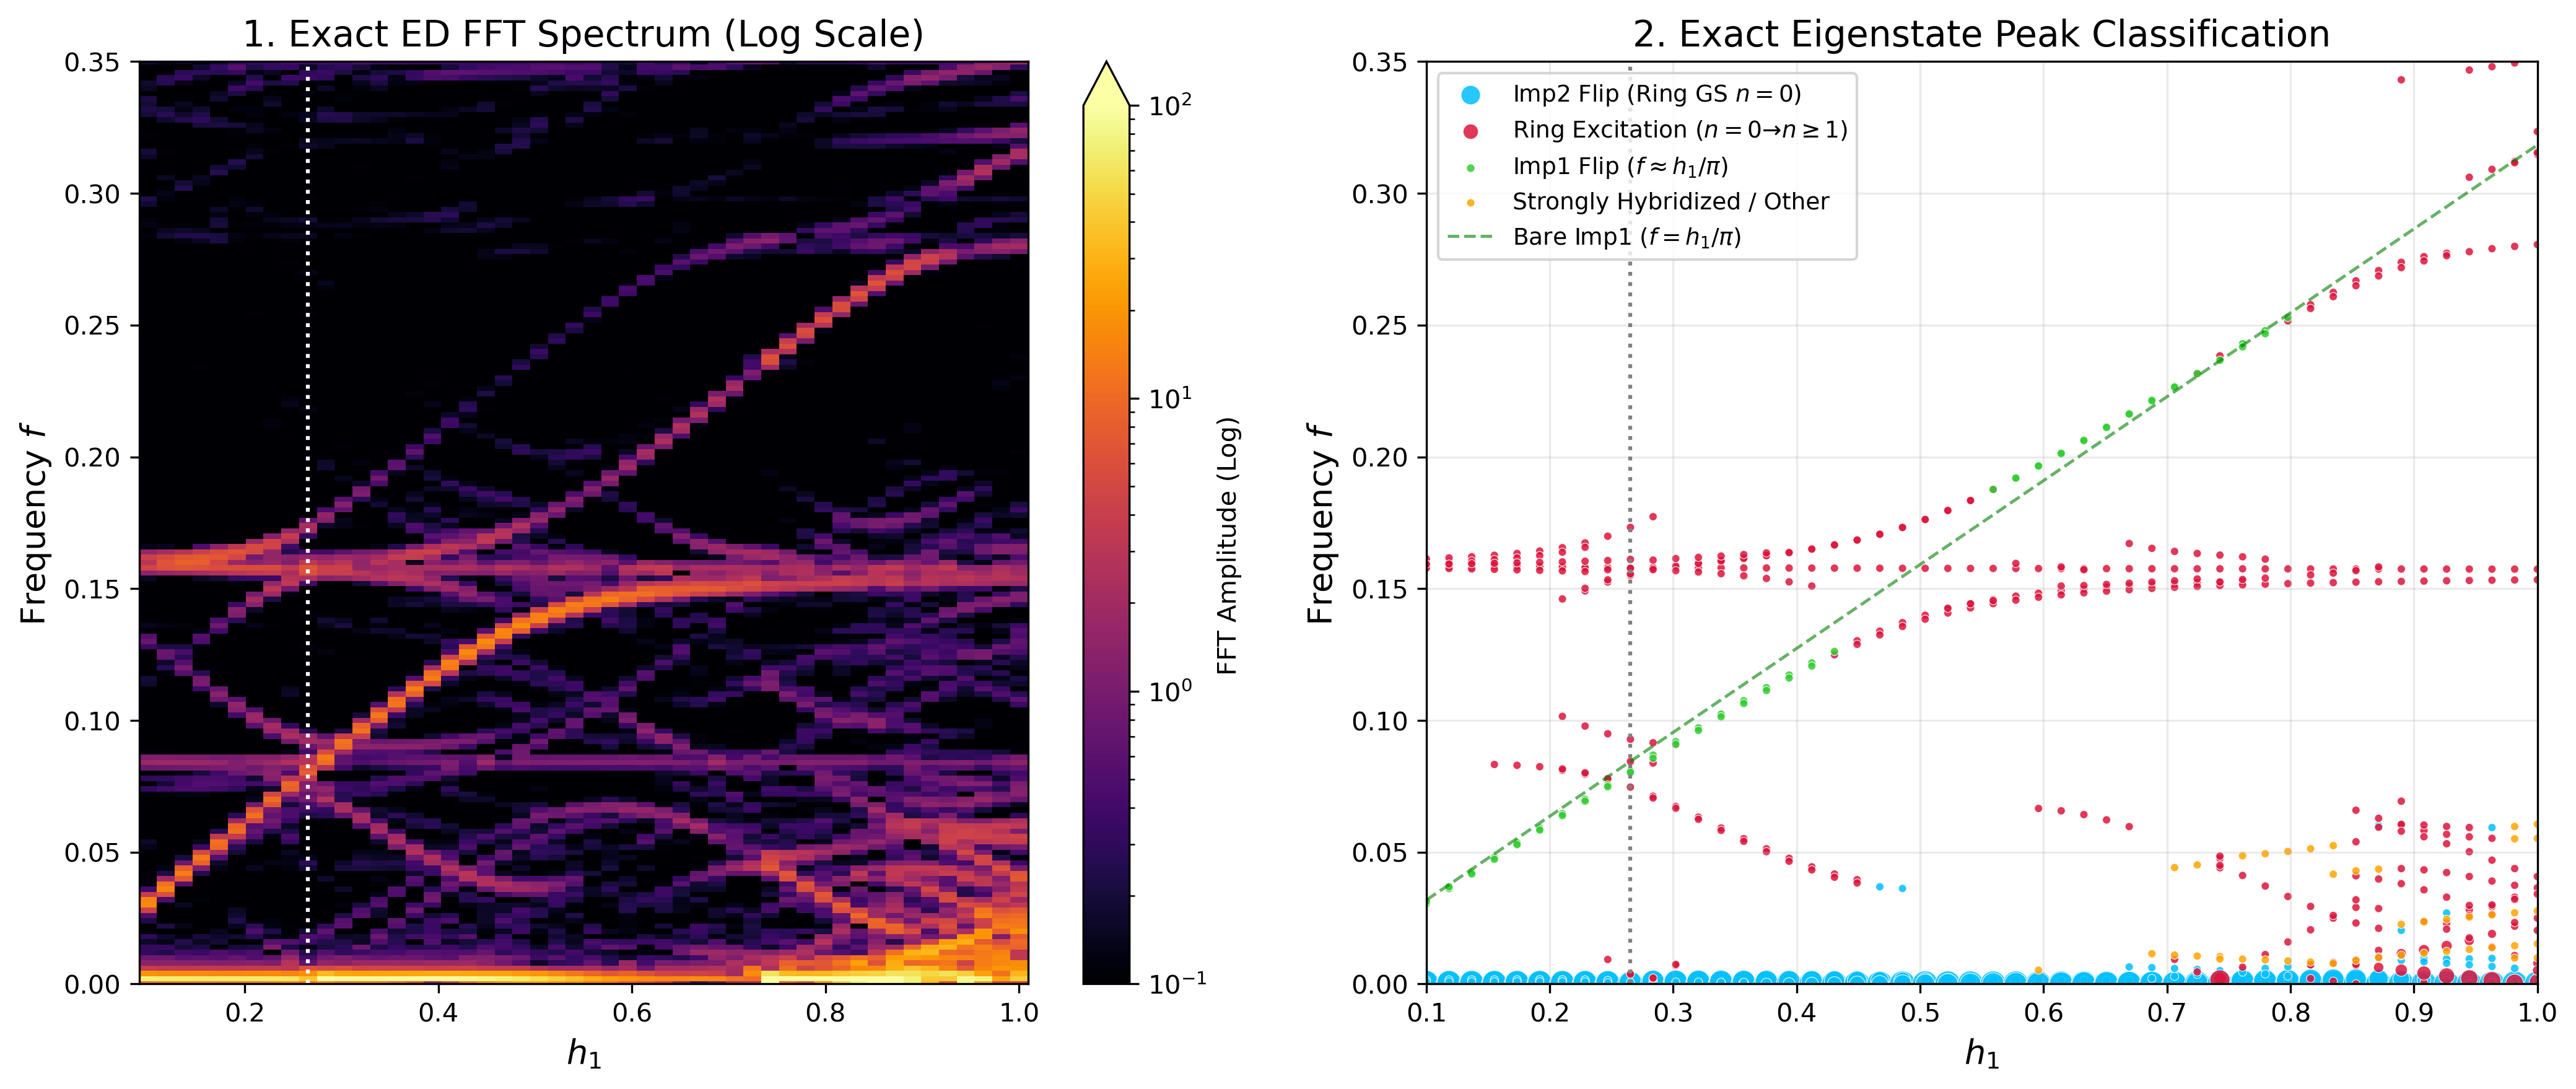 1. Exact ED FFT Spectrum (Log Scale)
0.35
0.30
0.25
0.20
0.15
0.10
0.05
0.00
Frequency f
0.2
0.4
0.6
0.8
1.0
h₁
10²
10¹
10⁰
10⁻¹
FFT Amplitude (Log)
2. Exact Eigenstate Peak Classification
Imp2 Flip (Ring GS n = 0)
Ring Excitation (n = 0→n ≥ 1)
Imp1 Flip (f ≈ h₁/π)
Strongly Hybridized / Other
Bare Imp1 (f = h₁/π)
0.35
0.30
0.25
0.20
0.15
0.10
0.05
0.00
Frequency f
0.1
0.2
0.3
0.4
0.5
0.6
0.7
0.8
0.9
1.0
h₁